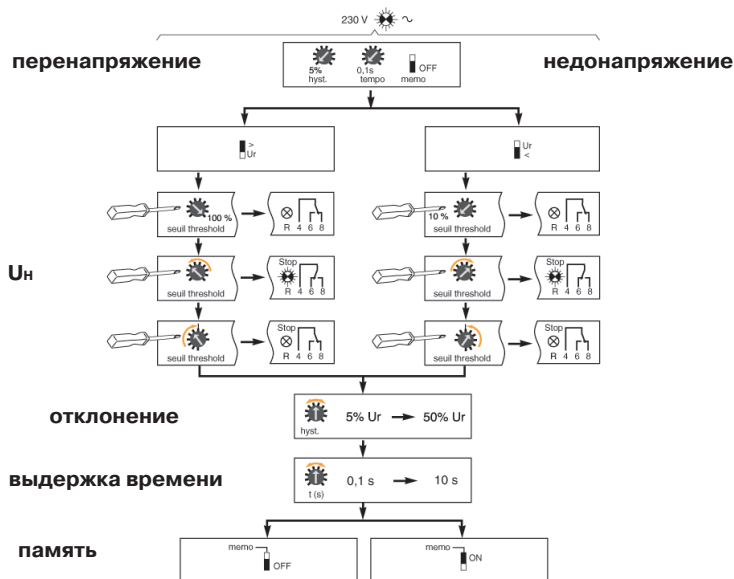 230 V
перенапряжение
недонапряжение
5%
hyst.
0,1s
tempo
OFF
memo
>
Ur
Ur
<
100 %
seuil threshold
R 4 6 8
10 %
seuil threshold
R 4 6 8
Uн
seuil threshold
Stop
R 4 6 8
seuil threshold
Stop
R 4 6 8
seuil threshold
Stop
R 4 6 8
seuil threshold
Stop
R 4 6 8
отклонение
hyst.
5% Ur
50% Ur
выдержка времени
t (s)
0,1 s
10 s
память
memo
OFF
memo
ON